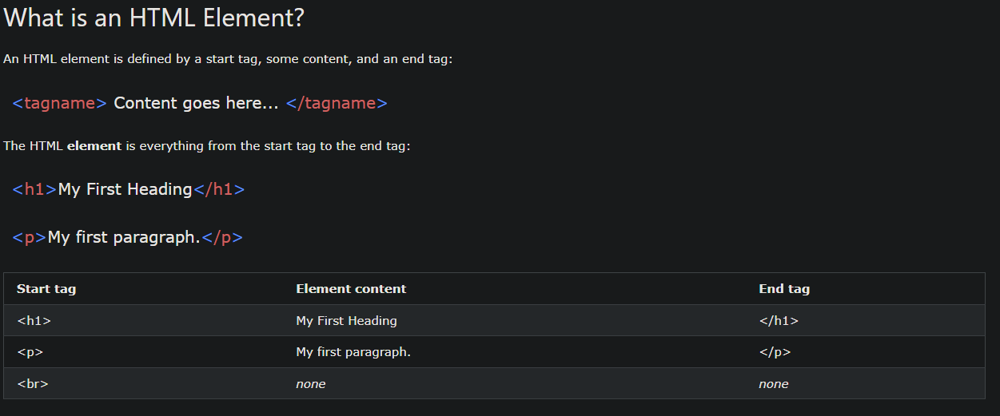 What is an HTML Element?
An HTML element is defined by a start tag, some content, and an end tag:
<tagname> Content goes here... </tagname>
The HTML element is everything from the start tag to the end tag:
<h1>My First Heading</h1>
<p>My first paragraph.</p>
Start tag Element content End tag
<h1> My First Heading </h1>
<p> My first paragraph. </p>
<br> none none